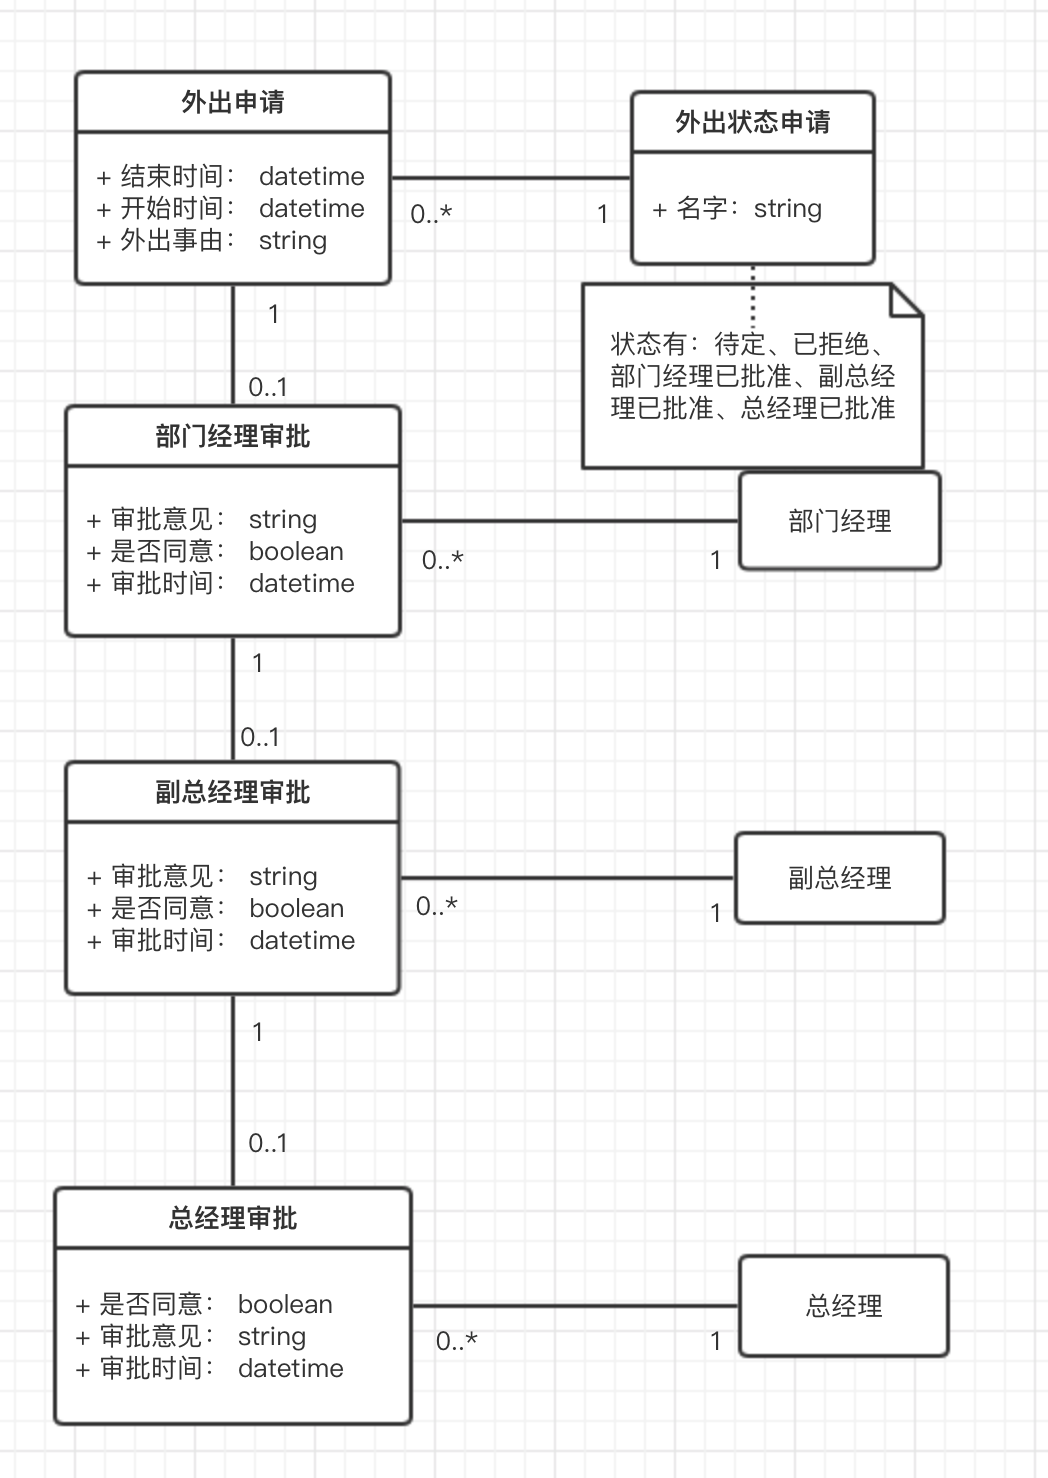 外出申请
+ 结束时间： datetime
+ 开始时间： datetime
+ 外出事由： string
外出状态申请
+ 名字：string
0..*
1
状态有：待定、已拒绝、
部门经理已批准、副总经
理已批准、总经理已批准
1
0..1
部门经理审批
+ 审批意见： string
+ 是否同意： boolean
+ 审批时间： datetime
0..*
1
部门经理
1
0..1
副总经理审批
+ 审批意见： string
+ 是否同意： boolean
+ 审批时间： datetime
0..*
1
副总经理
1
0..1
总经理审批
+ 是否同意： boolean
+ 审批意见： string
+ 审批时间： datetime
0..*
1
总经理